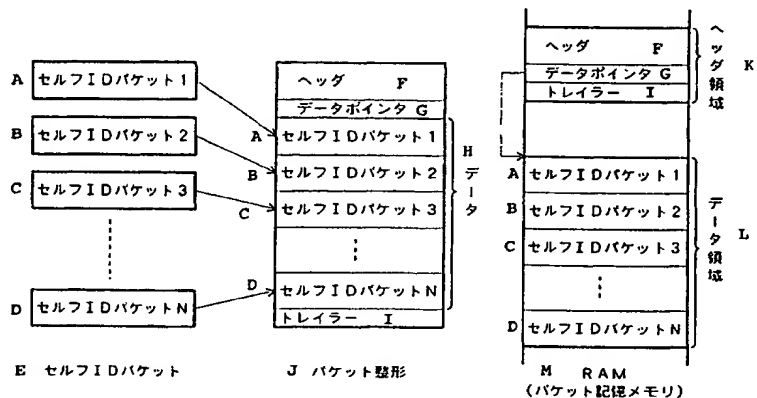 A セルフIDパケット1
B セルフIDパケット2
C セルフIDパケット3
D セルフIDパケットN
E セルフIDパケット
ヘッダ F
データポインタ G
A セルフIDパケット1
B セルフIDパケット2
C セルフIDパケット3
D セルフIDパケットN
トレイラー I
H データ
J パケット整形
ヘッダ F
データポインタ G
トレイラー I
ヘッダ領域 K
A セルフIDパケット1
B セルフIDパケット2
C セルフIDパケット3
D セルフIDパケットN
データ領域 L
M RAM
(パケット記憶メモリ)